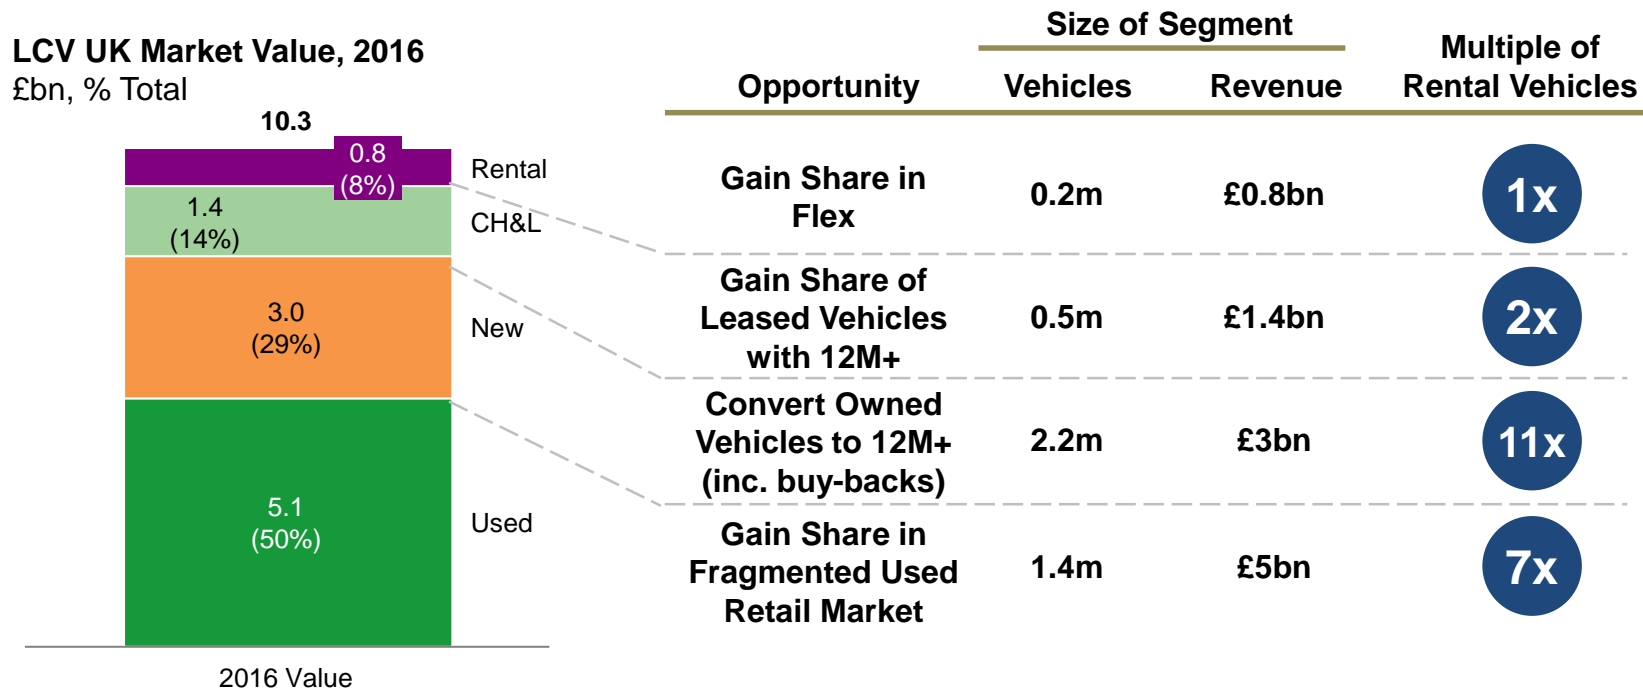 LCV UK Market Value, 2016
£bn, % Total
10.3
0.8
(8%)
Rental
1.4
(14%)
CH&L
3.0
(29%)
New
5.1
(50%)
Used
2016 Value
Size of Segment
Opportunity
Vehicles
Revenue
Multiple of
Rental Vehicles
Gain Share in
Flex
0.2m
£0.8bn
1x
Gain Share of
Leased Vehicles
with 12M+
0.5m
£1.4bn
2x
Convert Owned
Vehicles to 12M+
(inc. buy-backs)
2.2m
£3bn
11x
Gain Share in
Fragmented Used
Retail Market
1.4m
£5bn
7x